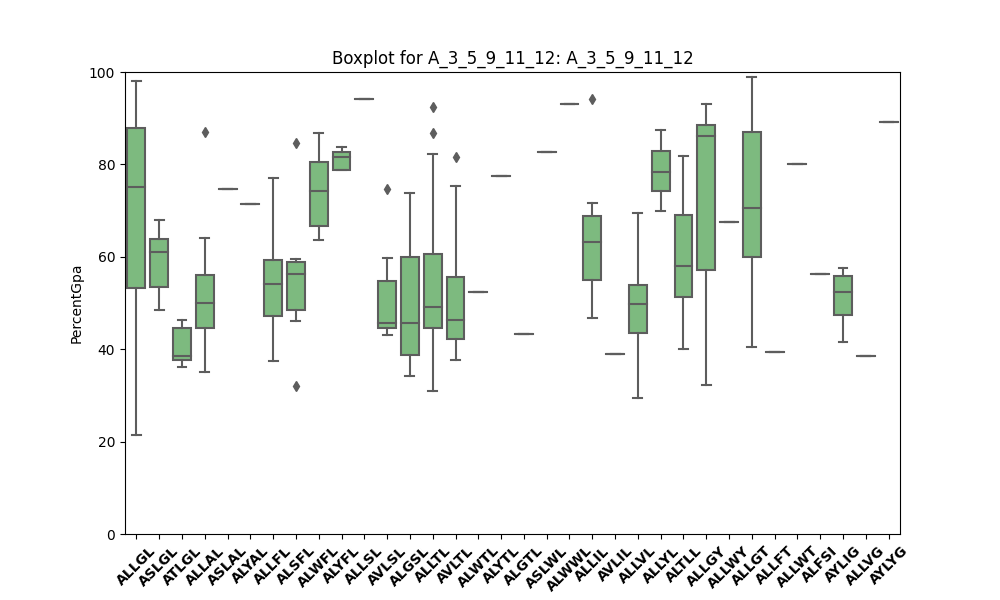 Boxplot for A_3_5_9_11_12: A_3_5_9_11_12
PercentGpa
100
80
60
40
20
0
ALLGL
ASLGL
ATLGL
ALLAL
ASLAL
ALYAL
ALLFL
ALSFL
ALWFL
ALYFL
ALLSL
AVLSL
ALGSL
ALLTL
AVLTL
ALWTL
ALYTL
ALGTL
ASLWL
ALWWL
ALLIL
AVLIL
ALLVL
ALLYL
ALTLL
ALLGY
ALLWY
ALLGT
ALLFT
ALLWT
ALFSI
AYLIG
ALLVG
AYLYG